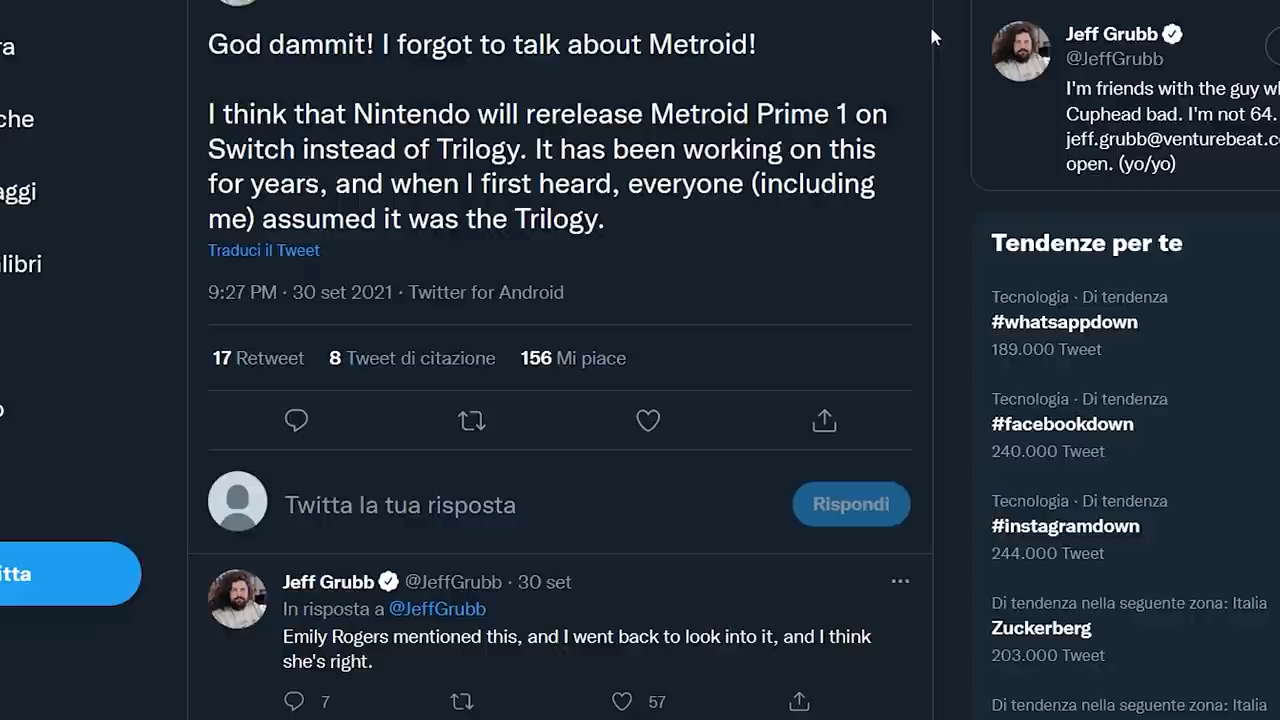 ra
che
aggi
libri
o
itta
God dammit! I forgot to talk about Metroid!
I think that Nintendo will rerelease Metroid Prime 1 on
Switch instead of Trilogy. It has been working on this
for years, and when I first heard, everyone (including
me) assumed it was the Trilogy.
Traduci il Tweet
9:27 PM · 30 set 2021 · Twitter for Android
17 Retweet 8 Tweet di citazione 156 Mi piace
Twitta la tua risposta
Rispondi
Jeff Grubb @JeffGrubb · 30 set
In risposta a @JeffGrubb
Emily Rogers mentioned this, and I went back to look into it, and I think
she's right.
7 57
Jeff Grubb
@JeffGrubb
I'm friends with the guy wh
Cuphead bad. I'm not 64.
jeff.grubb@venturebeat.c
open. (yo/yo)
Tendenze per te
Tecnologia · Di tendenza
#whatsappdown
189.000 Tweet
Tecnologia · Di tendenza
#facebookdown
240.000 Tweet
Tecnologia · Di tendenza
#instagramdown
244.000 Tweet
Di tendenza nella seguente zona: Italia
Zuckerberg
203.000 Tweet
Di tendenza nella seguente zona: Italia